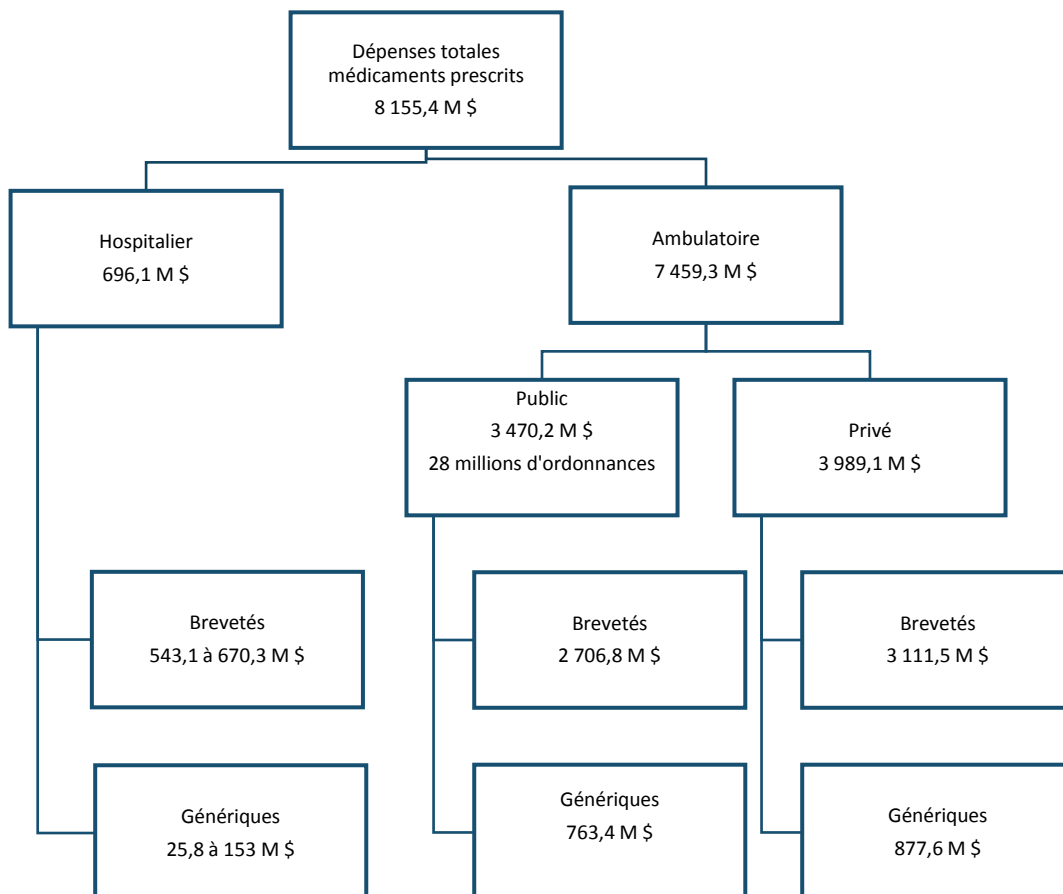 Dépenses totales
médicaments prescrits
8 155,4 M $
Hospitalier
696,1 M $
Ambulatoire
7 459,3 M $
Public
3 470,2 M $
28 millions d'ordonnances
Privé
3 989,1 M $
Brevetés
543,1 à 670,3 M $
Brevetés
2 706,8 M $
Brevetés
3 111,5 M $
Génériques
25,8 à 153 M $
Génériques
763,4 M $
Génériques
877,6 M $